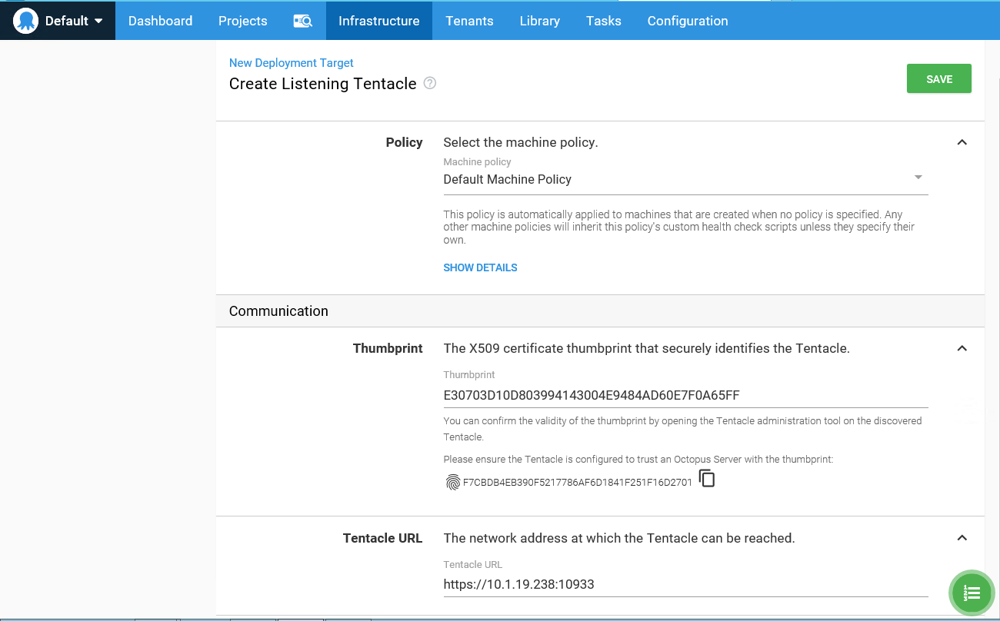 Default Dashboard Projects Infrastructure Tenants Library Tasks Configuration
New Deployment Target
Create Listening Tentacle ?
SAVE
Policy Select the machine policy.
Machine policy
Default Machine Policy
This policy is automatically applied to machines that are created when no policy is specified. Any
other machine policies will inherit this policy's custom health check scripts unless they specify their
own.
SHOW DETAILS
Communication
Thumbprint The X509 certificate thumbprint that securely identifies the Tentacle.
Thumbprint
E30703D10D803994143004E9484AD60E7F0A65FF
You can confirm the validity of the thumbprint by opening the Tentacle administration tool on the discovered
Tentacle.
Please ensure the Tentacle is configured to trust an Octopus Server with the thumbprint:
F7CBDB4EB390F5217786AF6D1841F251F16D2701
Tentacle URL The network address at which the Tentacle can be reached.
Tentacle URL
https://10.1.19.238:10933